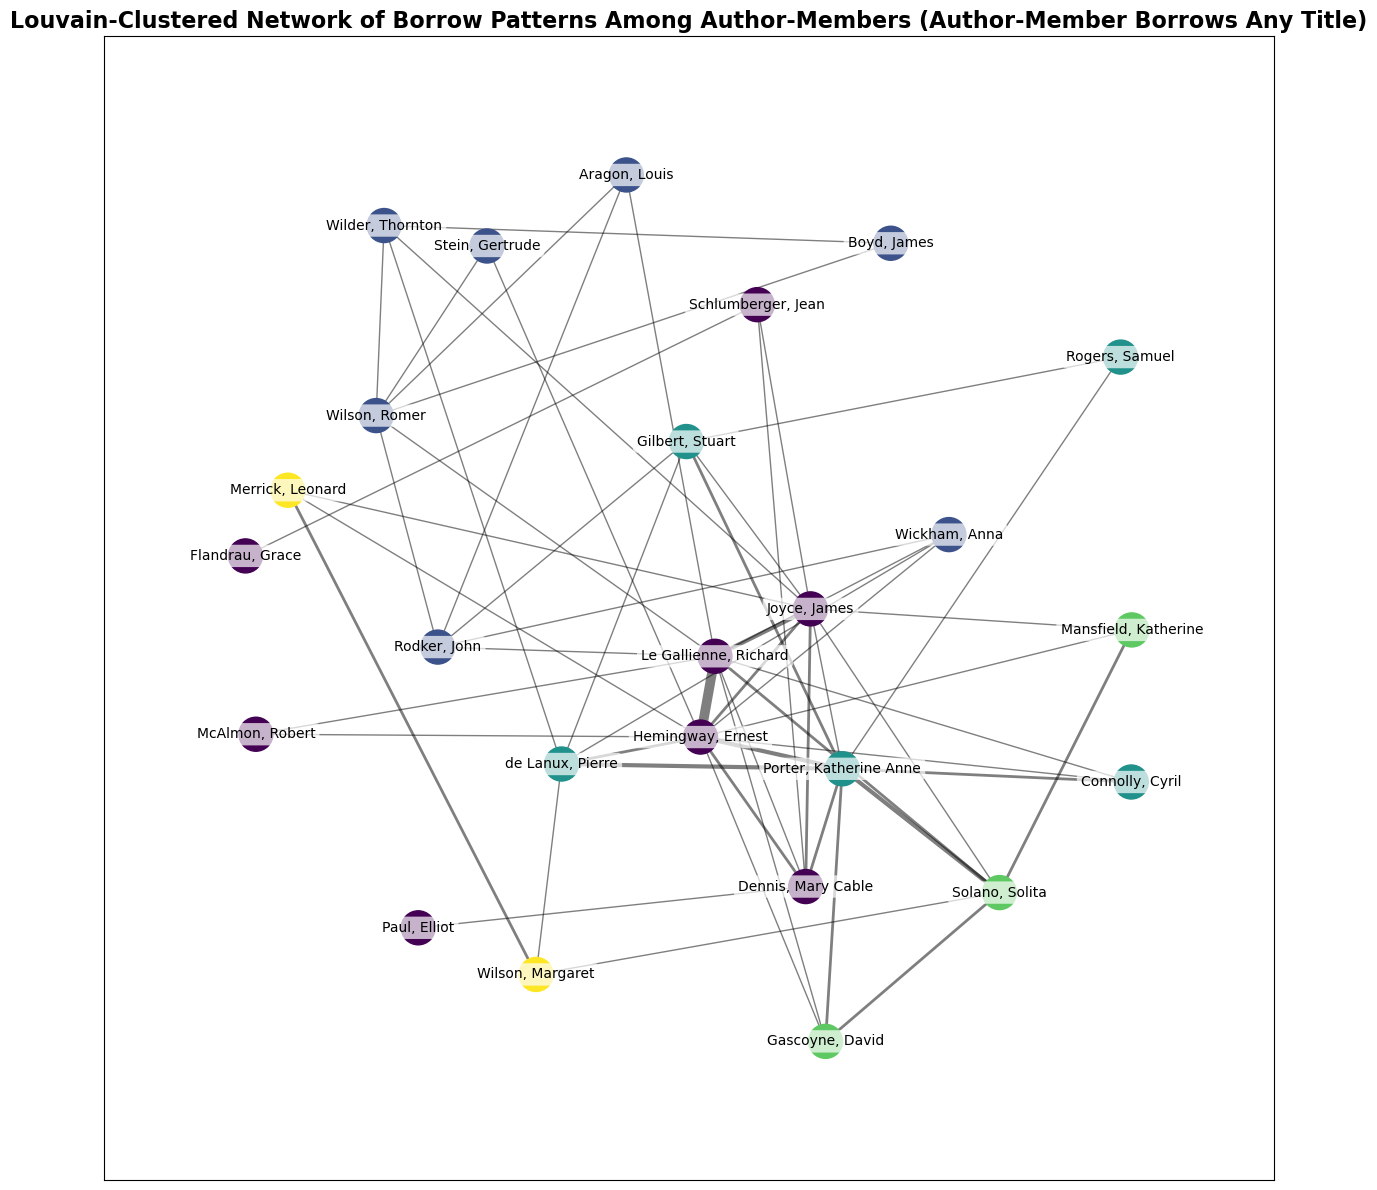 Louvain-Clustered Network of Borrow Patterns Among Author-Members (Author-Member Borrows Any Title)
Aragon, Louis
Wilder, Thornton
Stein, Gertrude
Boyd, James
Schlumberger, Jean
Rogers, Samuel
Wilson, Romer
Gilbert, Stuart
Merrick, Leonard
Wickham, Anna
Flandrau, Grace
Joyce, James
Mansfield, Katherine
Rodker, John
Le Gallienne, Richard
McAlmon, Robert
Hemingway, Ernest
de Lanux, Pierre
Porter, Katherine Anne
Connolly, Cyril
Dennis, Mary Cable
Solano, Solita
Paul, Elliot
Wilson, Margaret
Gascoyne, David